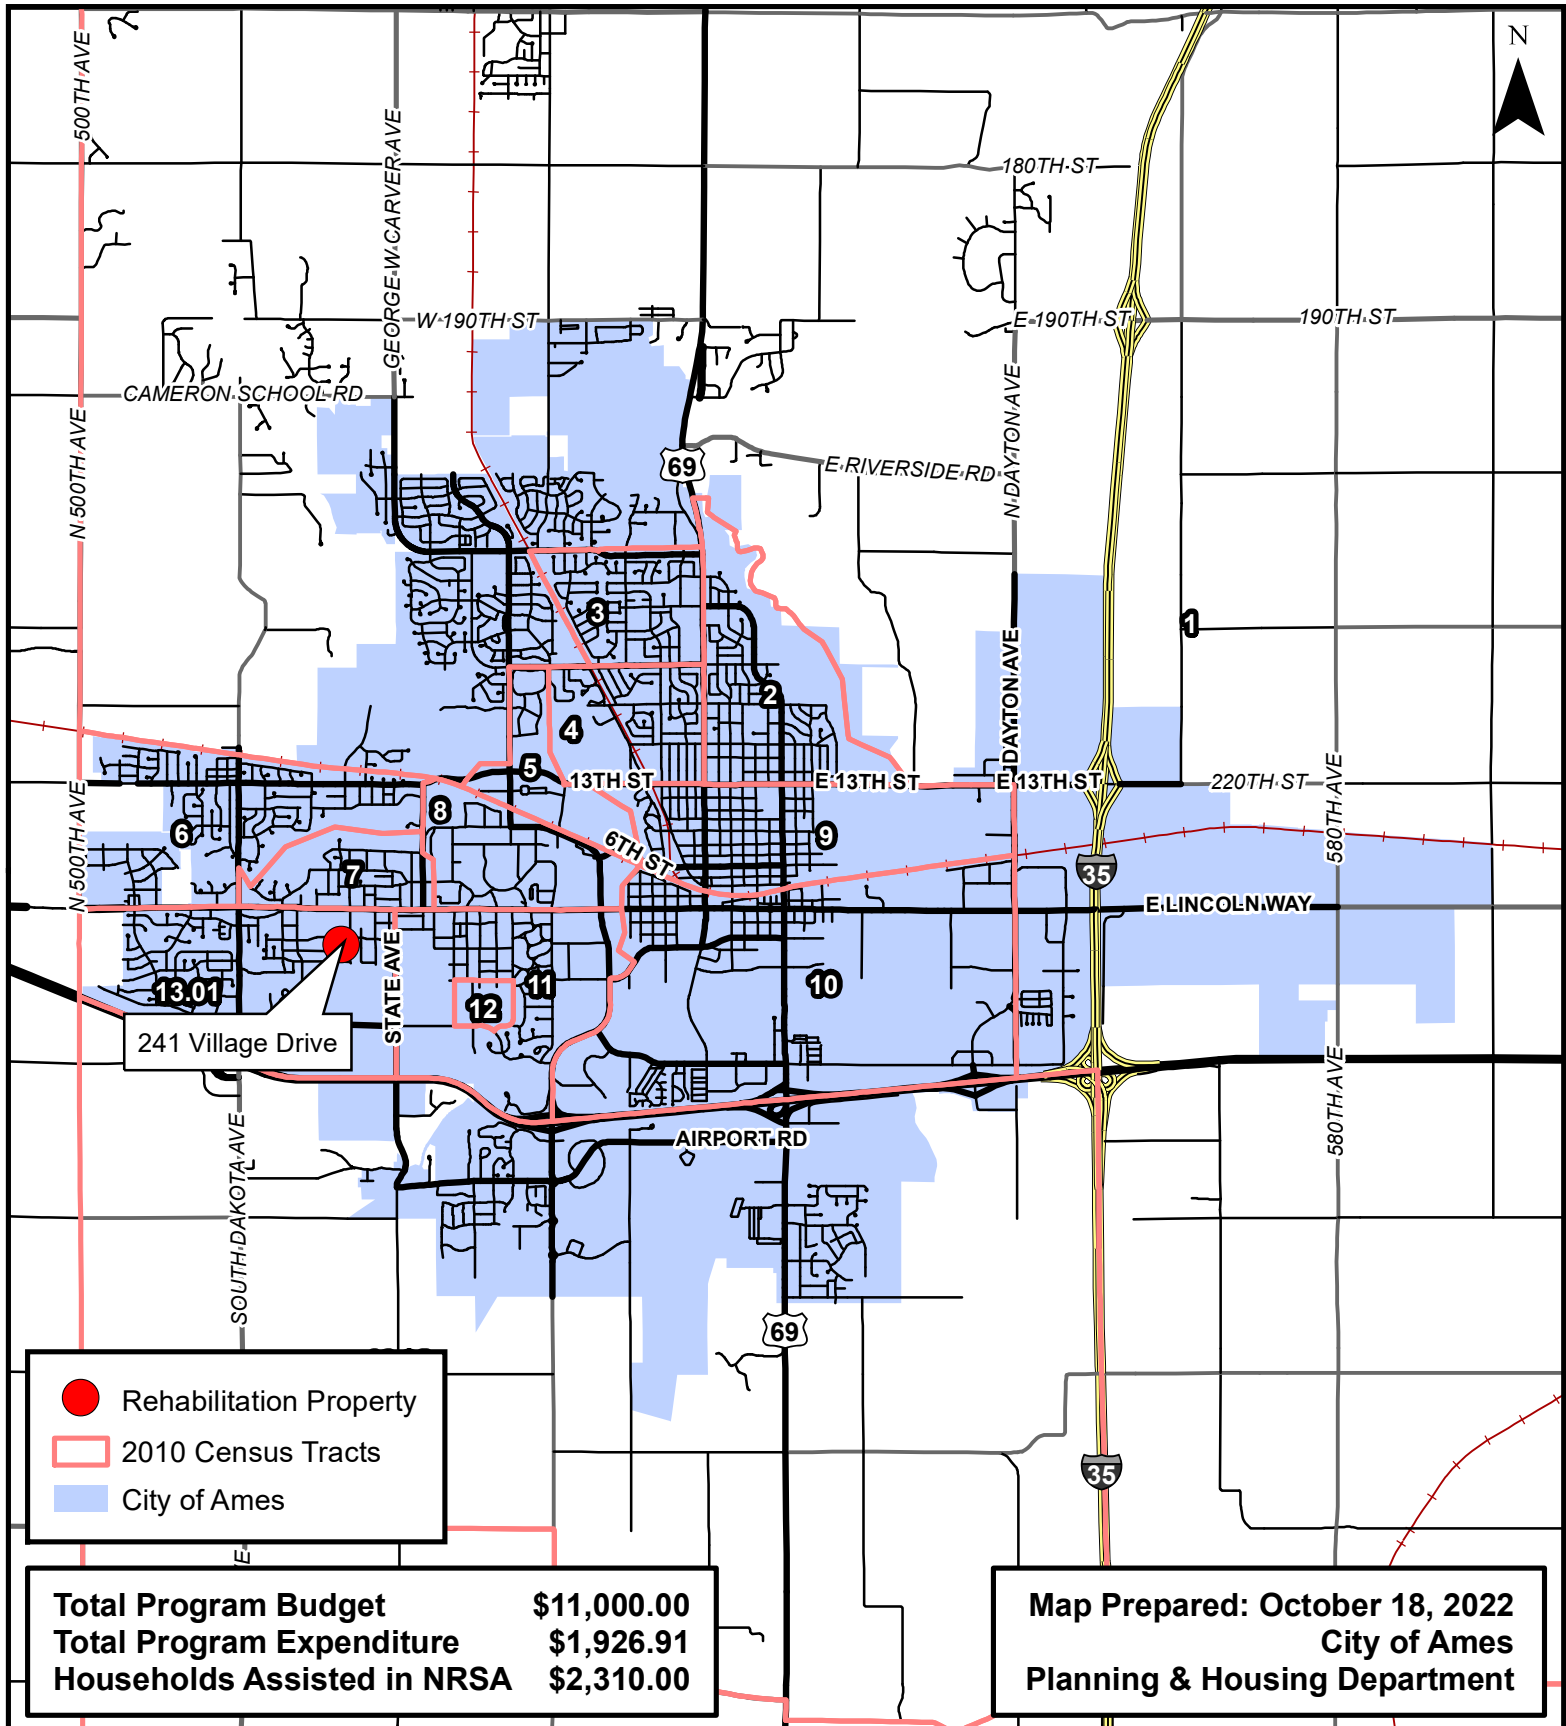 N
500TH AVE
GEORGE W CARVER AVE
180TH ST
W 190TH ST
E 190TH ST
190TH ST
CAMERON SCHOOL RD
N 500TH AVE
69
E RIVERSIDE RD
N DAYTON AVE
3
1
2
DAYTON AVE
4
5
13TH ST
E 13TH ST
E 13TH ST
220TH ST
580TH AVE
N 500TH AVE
6
8
9
6TH ST
7
35
E LINCOLN WAY
STATE AVE
13.01
12
11
10
241 Village Drive
580TH AVE
SOUTH DAKOTA AVE
AIRPORT RD
69
Rehabilitation Property
2010 Census Tracts
City of Ames
35
E
Total Program Budget $11,000.00
Total Program Expenditure $1,926.91
Households Assisted in NRSA $2,310.00
Map Prepared: October 18, 2022
City of Ames
Planning & Housing Department